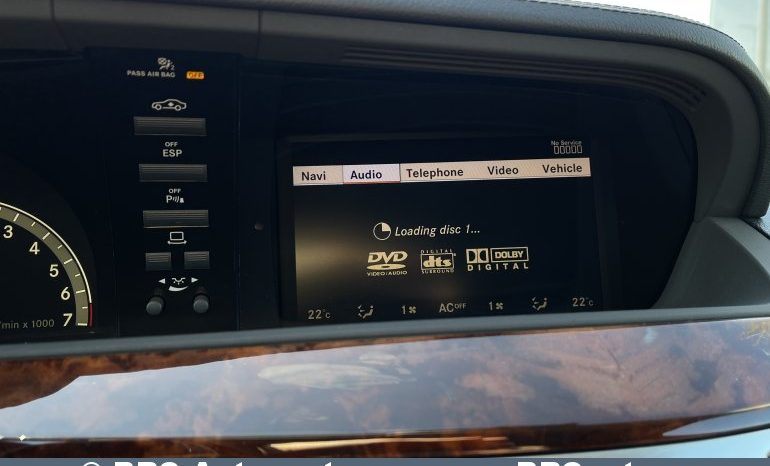 PASS AIR BAG OFF
2
OFF
ESP
OFF
P
No Service
00000
Navi Audio Telephone Video Vehicle
Loading disc 1...
DVD
VIDEO/AUDIO
DIGITAL
dts
SURROUND
DOLBY
DIGITAL
22°C 1 AC OFF 1 22°C
3
4
5
6
7
/min x 1000